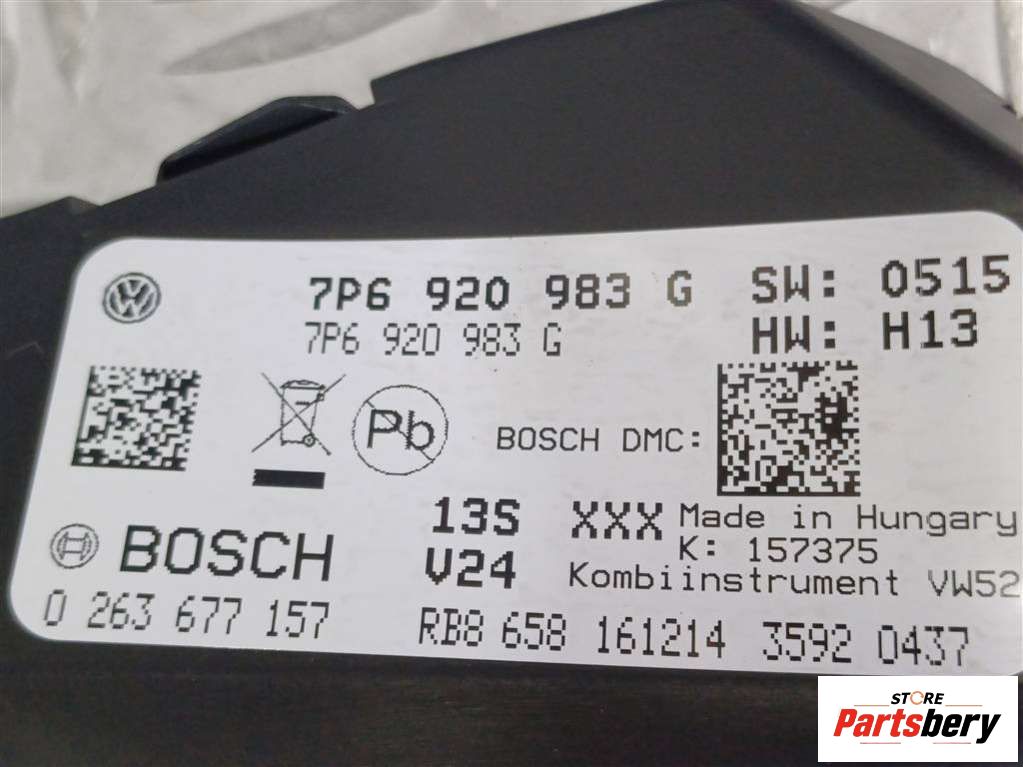 7P6 920 983 G SW: 0515
7P6 920 983 G HW: H13
Pb BOSCH DMC:
13S XXX Made in Hungary
BOSCH V24 K: 157375
Kombiinstrument VW52
0 263 677 157 RB8 658 161214 3592 0437
STORE
Partsbery